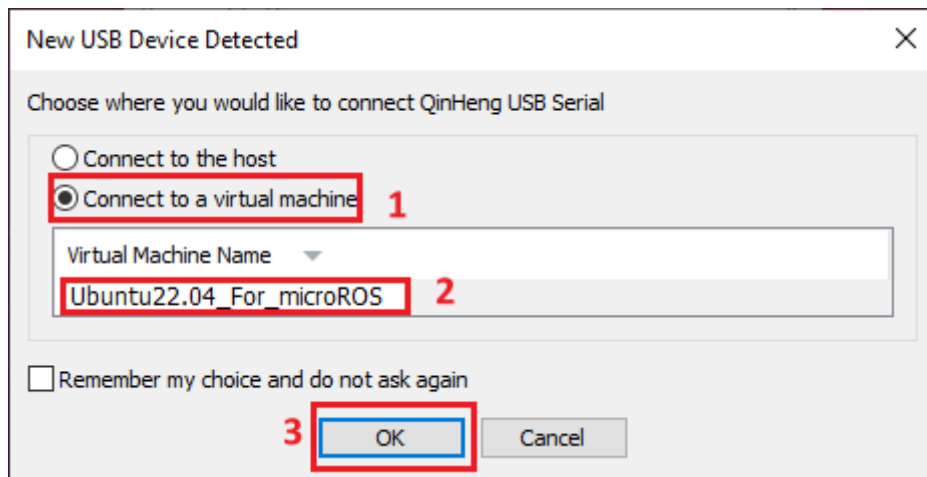 New USB Device Detected
Choose where you would like to connect QinHeng USB Serial
Connect to the host
Connect to a virtual machine 1
Virtual Machine Name
Ubuntu22.04_For_microROS 2
Remember my choice and do not ask again
3 OK Cancel